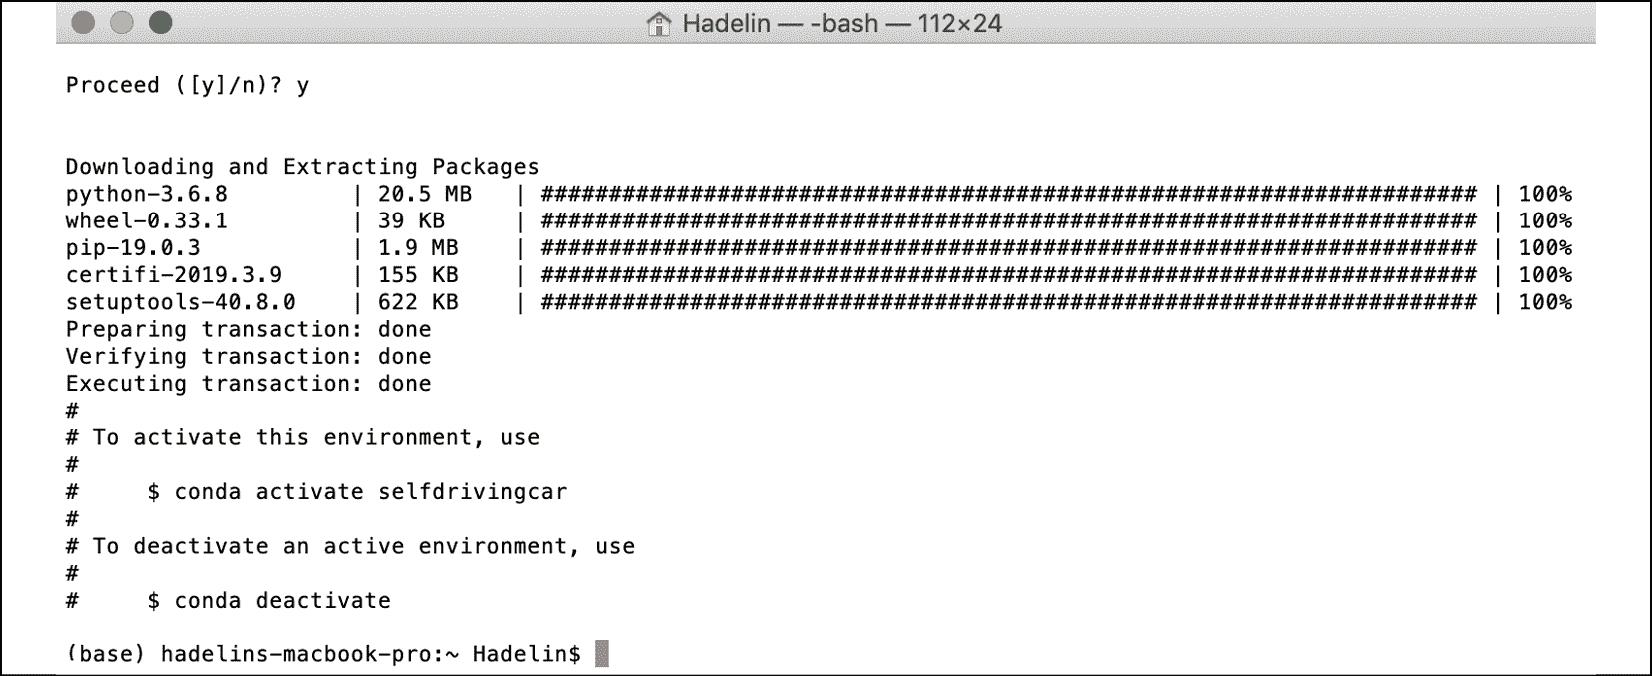 Hadelin — -bash — 112×24
Proceed ([y]/n)? y
Downloading and Extracting Packages
python-3.6.8         | 20.5 MB   | ##################################################################### | 100%
wheel-0.33.1         | 39 KB     | ##################################################################### | 100%
pip-19.0.3           | 1.9 MB    | ##################################################################### | 100%
certifi-2019.3.9     | 155 KB    | ##################################################################### | 100%
setuptools-40.8.0    | 622 KB    | ##################################################################### | 100%
Preparing transaction: done
Verifying transaction: done
Executing transaction: done
#
# To activate this environment, use
#
#     $ conda activate selfdrivingcar
#
# To deactivate an active environment, use
#
#     $ conda deactivate
(base) hadelins-macbook-pro:~ Hadelin$